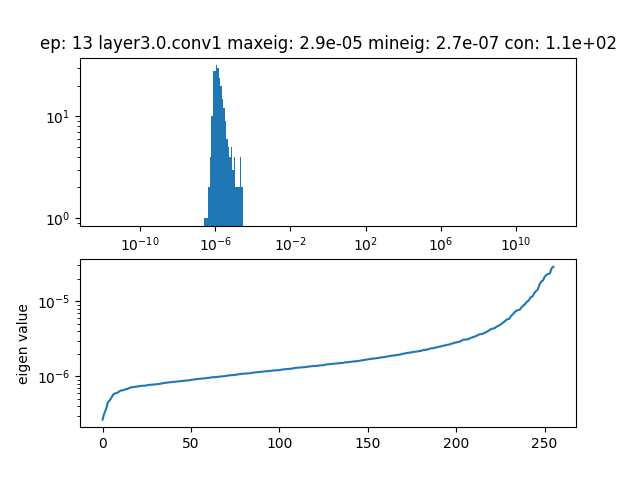 ep: 13 layer3.0.conv1 maxeig: 2.9e-05 mineig: 2.7e-07 con: 1.1e+02
10¹
10⁰
10⁻¹⁰ 10⁻⁶ 10⁻² 10² 10⁶ 10¹⁰
eigen value
10⁻⁵
10⁻⁶
0 50 100 150 200 250